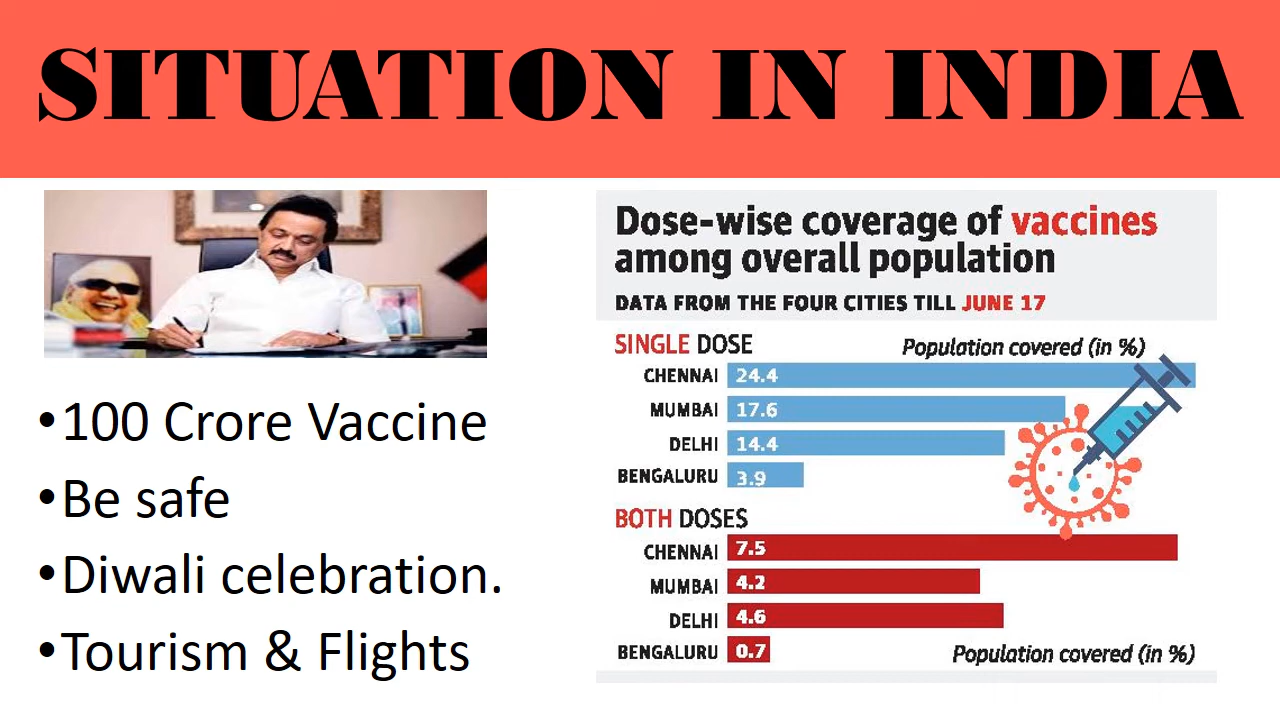 SITUATION IN INDIA
•100 Crore Vaccine
•Be safe
•Diwali celebration.
•Tourism & Flights
Dose-wise coverage of vaccines
among overall population
DATA FROM THE FOUR CITIES TILL JUNE 17
SINGLE DOSE
Population covered (in %)
CHENNAI 24.4
MUMBAI 17.6
DELHI 14.4
BENGALURU 3.9
BOTH DOSES
CHENNAI 7.5
MUMBAI 4.2
DELHI 4.6
BENGALURU 0.7
Population covered (in %)